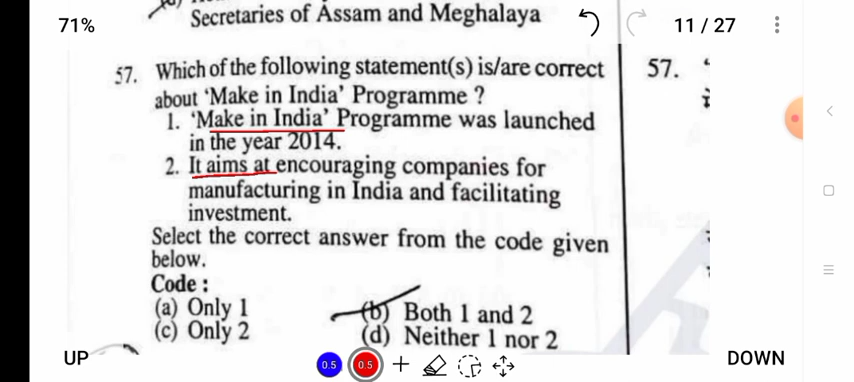 Secretaries of Assam and Meghalaya
71%
11 / 27
57. Which of the following statement(s) is/are correct
about 'Make in India' Programme ?
1. 'Make in India' Programme was launched
in the year 2014.
2. It aims at encouraging companies for
manufacturing in India and facilitating
investment.
Select the correct answer from the code given
below.
Code :
(a) Only 1
(b) Both 1 and 2
(c) Only 2
(d) Neither 1 nor 2
57.
UP
0.5
0.5
DOWN